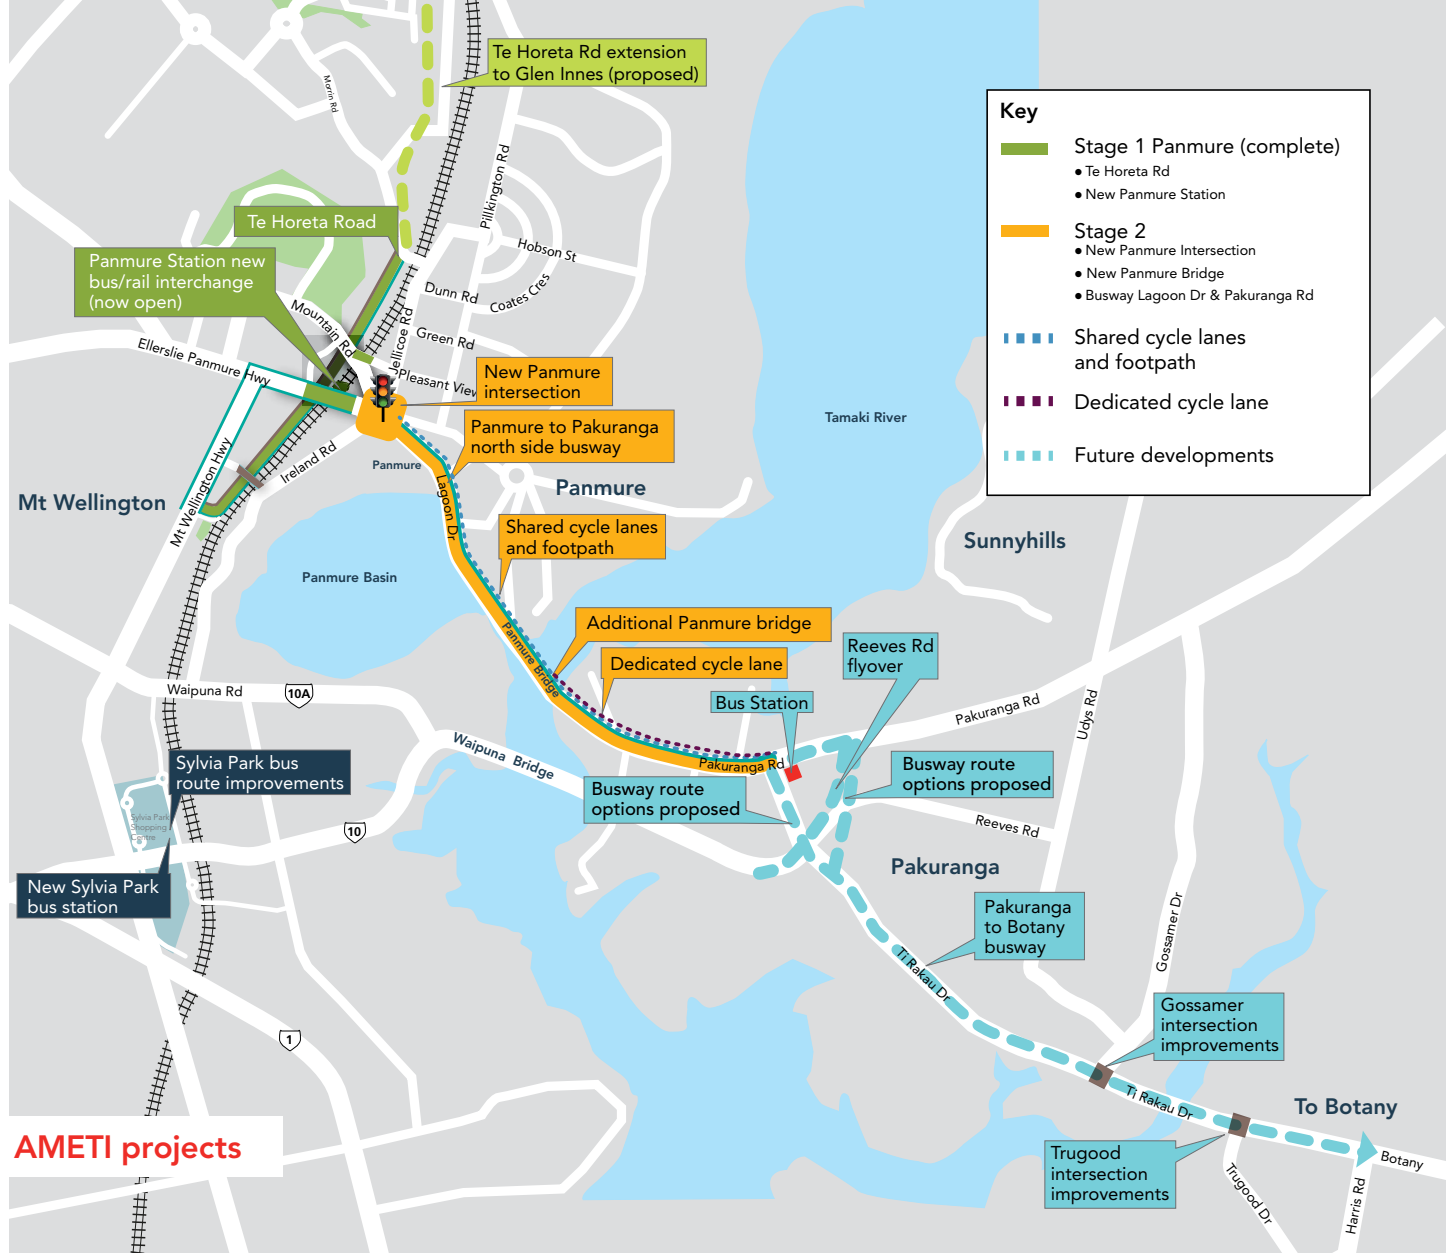 Te Horeta Rd extension
to Glen Innes (proposed)
Morrin Rd
Pilkington Rd
Key
Stage 1 Panmure (complete)
• Te Horeta Rd
• New Panmure Station
Stage 2
• New Panmure Intersection
• New Panmure Bridge
• Busway Lagoon Dr & Pakuranga Rd
Shared cycle lanes
and footpath
Dedicated cycle lane
Future developments
Te Horeta Road
Panmure Station new
bus/rail interchange
(now open)
Hobson St
Dunn Rd
Coates Cres
Mountain Rd
Jellicoe Rd
Green Rd
Pleasant View
Ellerslie Panmure Hwy
New Panmure
intersection
Panmure to Pakuranga
north side busway
Tamaki River
Mt Wellington Hwy
Ireland Rd
Panmure
Lagoon Dr
Panmure
Mt Wellington
Shared cycle lanes
and footpath
Sunnyhills
Panmure Basin
Panmure Bridge
Additional Panmure bridge
Dedicated cycle lane
Reeves Rd
flyover
Bus Station
Waipuna Rd
10A
Pakuranga Rd
Udys Rd
Waipuna Bridge
Pakuranga Rd
Sylvia Park bus
route improvements
Busway route
options proposed
Busway route
options proposed
Sylvia Park
Shopping
Centre
10
Reeves Rd
Pakuranga
New Sylvia Park
bus station
Pakuranga
to Botany
busway
Gossamer Dr
Ti Rakau Dr
Gossamer
intersection
improvements
1
Ti Rakau Dr
To Botany
AMETI projects
Trugood
intersection
improvements
Botany
Trugood Dr
Harris Rd